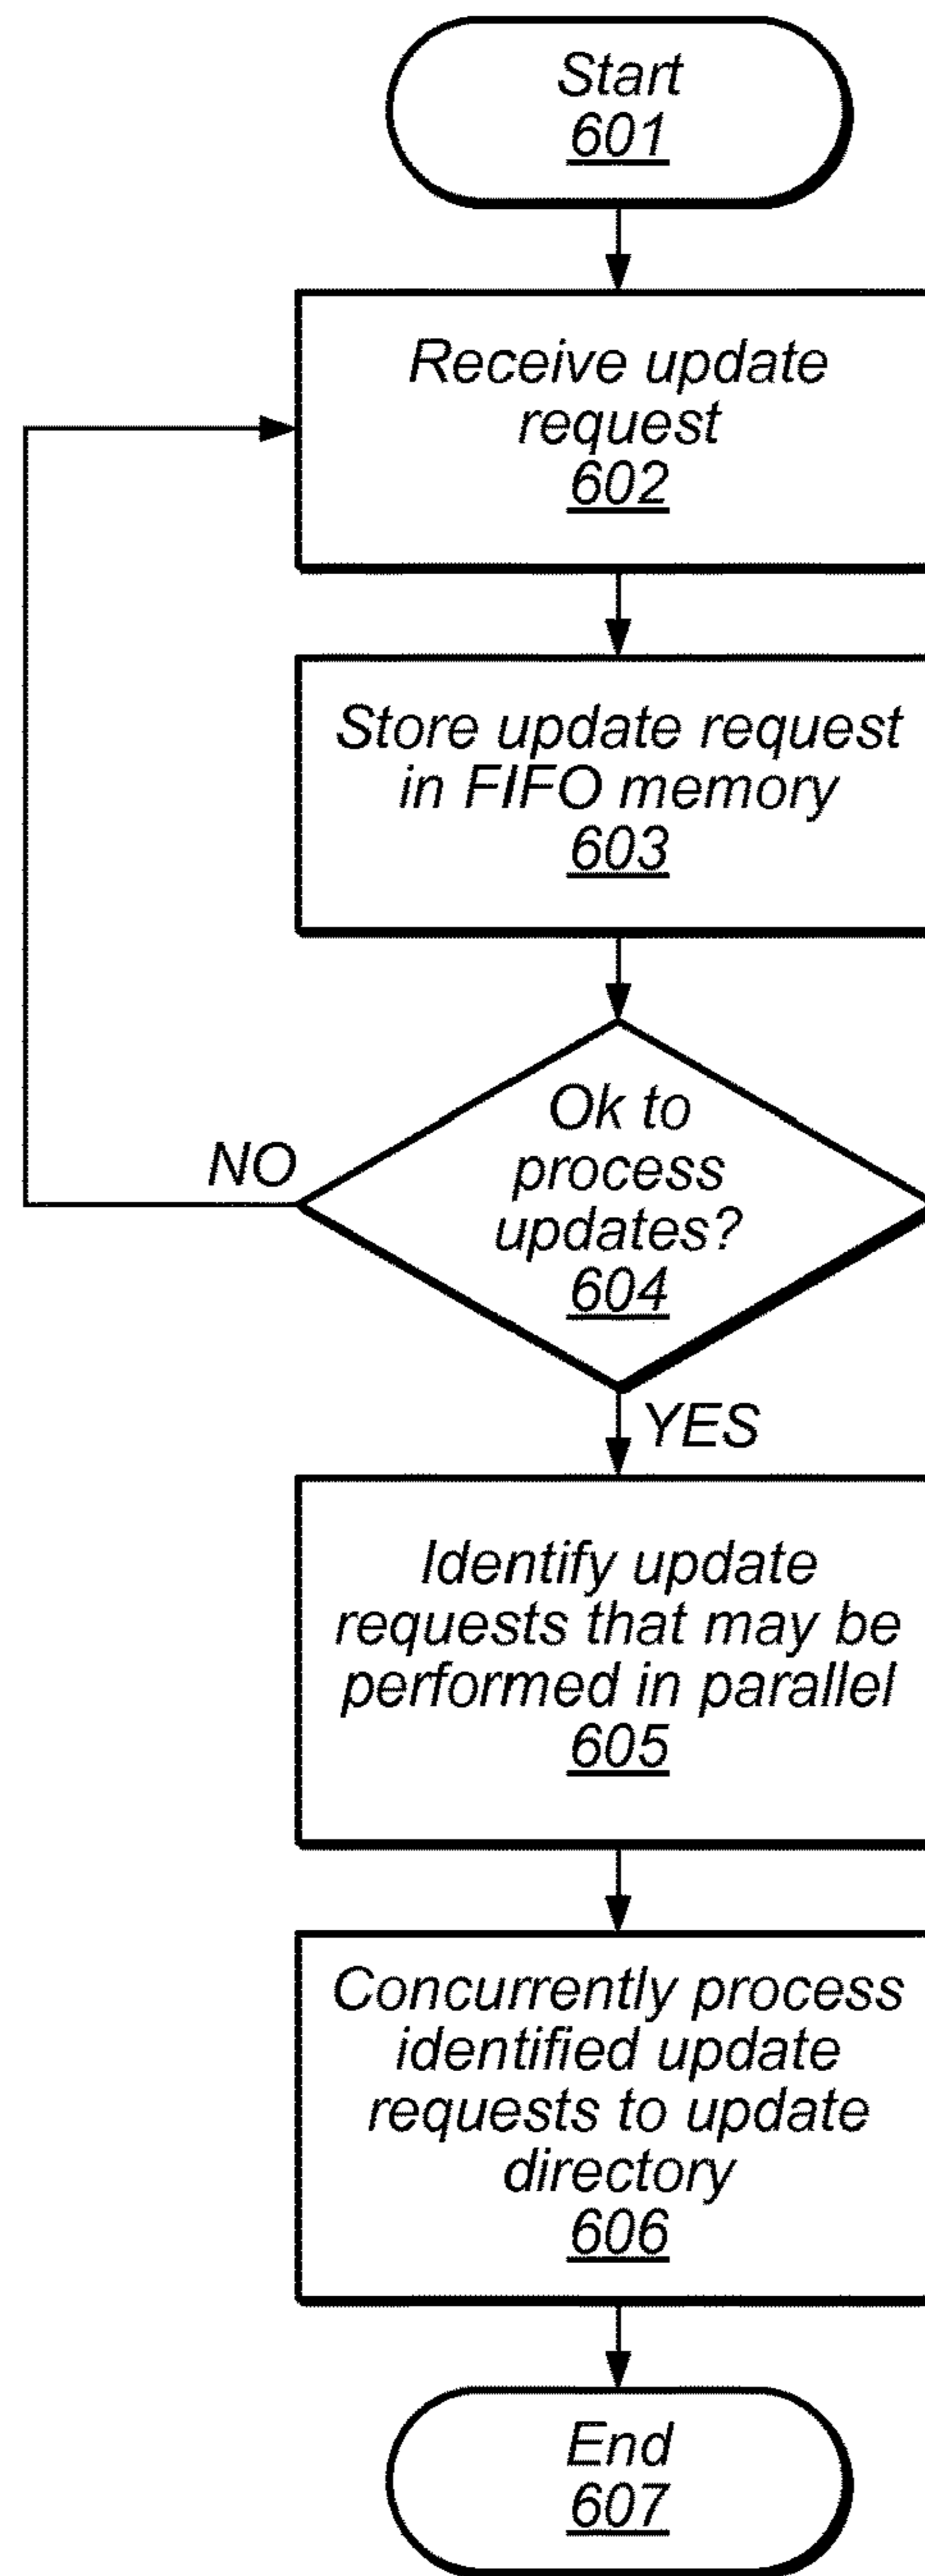 Start
601
Receive update
request
602
Store update request
in FIFO memory
603
Ok to
process
updates?
604
NO
YES
Identify update
requests that may be
performed in parallel
605
Concurrently process
identified update
requests to update
directory
606
End
607